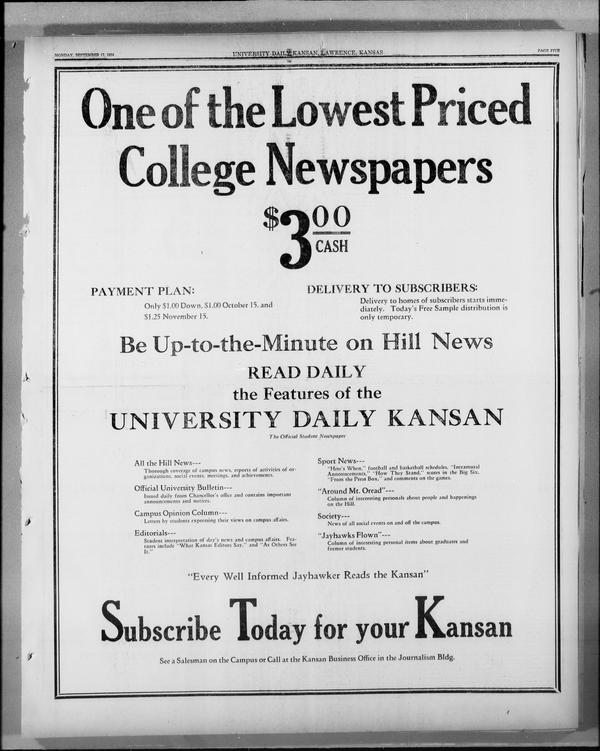 MONDAY, SEPTEMBER 17, 1934
UNIVERSITY DAILY KANSAN, LAWRENCE, KANSAS
PAGE FIVE
One of the Lowest Priced
College Newspapers
$3.00
CASH
PAYMENT PLAN:
Only $1.00 Down, $1.00 October 15, and
$1.25 November 15.
DELIVERY TO SUBSCRIBERS:
Delivery to homes of subscribers starts imme-
diately. Today's Free Sample distribution is
only temporary.
Be Up-to-the-Minute on Hill News
READ DAILY
the Features of the
UNIVERSITY DAILY KANSAN
The Official Student Newspaper
All the Hill News---
Thorough coverage of campus news, reports of activities of or-
ganizations, social events, meetings, and achievements.
Official University Bulletin---
Issued daily from Chancellor's office and contains important
announcements and notices.
Campus Opinion Column---
Letters by students expressing their views on campus affairs.
Editorials---
Student interpretation of day's news and campus affairs. Fea-
tures include "What Kansas Editors Say," and "As Others See
It."
Sport News---
"Here's When," football and basketball schedules, "Intramural
Announcements," "How They Stand," scores in the Big Six,
"From the Press Box," and comments on the games.
"Around Mt. Oread"---
Column of interesting personals about people and happenings
on the Hill.
Society---
News of all social events on and off the campus.
"Jayhawks Flown"---
Column of interesting personal items about graduates and
former students.
"Every Well Informed Jayhawker Reads the Kansan"
Subscribe Today for your Kansan
See a Salesman on the Campus or Call at the Kansan Business Office in the Journalism Bldg.